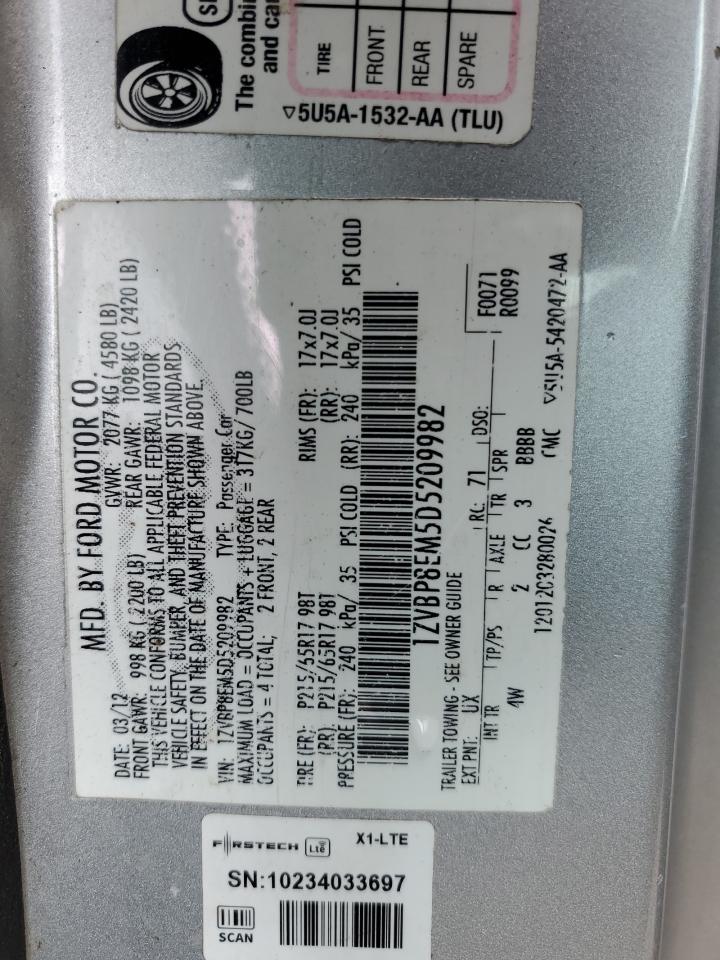 The combi
and ca
TIRE
FRONT
REAR
SPARE
▽5U5A-1532-AA (TLU)
MFD. BY FORD MOTOR CO.
DATE: 03/12 GVWR: 2077 KG ( 4580 LB)
FRONT GAWR: 998 KG ( 2200 LB) REAR GAWR: 1098 KG ( 2420 LB)
THIS VEHICLE CONFORMS TO ALL APPLICABLE FEDERAL MOTOR
VEHICLE SAFETY, BUMPER, AND THEFT PREVENTION STANDARDS
IN EFFECT ON THE DATE OF MANUFACTURE SHOWN ABOVE.
VIN: 1ZVBP8EM5D5209982 TYPE: Passenger Car
MAXIMUM LOAD = OCCUPANTS + LUGGAGE = 317KG/ 700LB
OCCUPANTS = 4 TOTAL; 2 FRONT, 2 REAR
TIRE (FR): P215/65R17 98T RIMS (FR): 17x7.0J
(RR): P215/65R17 98T (RR): 17x7.0J
PRESSURE (FR): 240 kPa/ 35 PSI COLD (RR): 240 kPa/ 35 PSI COLD
1ZVBP8EM5D5209982
TRAILER TOWING - SEE OWNER GUIDE
F0071
R0099
EXT PNT: UX RC: 71 DSO:
INT TR TP/PS R AXLE TR SPR
4W 2 CC 3 BBBB
▽5U5A-5420472-AA
FIRSTECH Lte X1-LTE
SN:10234033697
SCAN